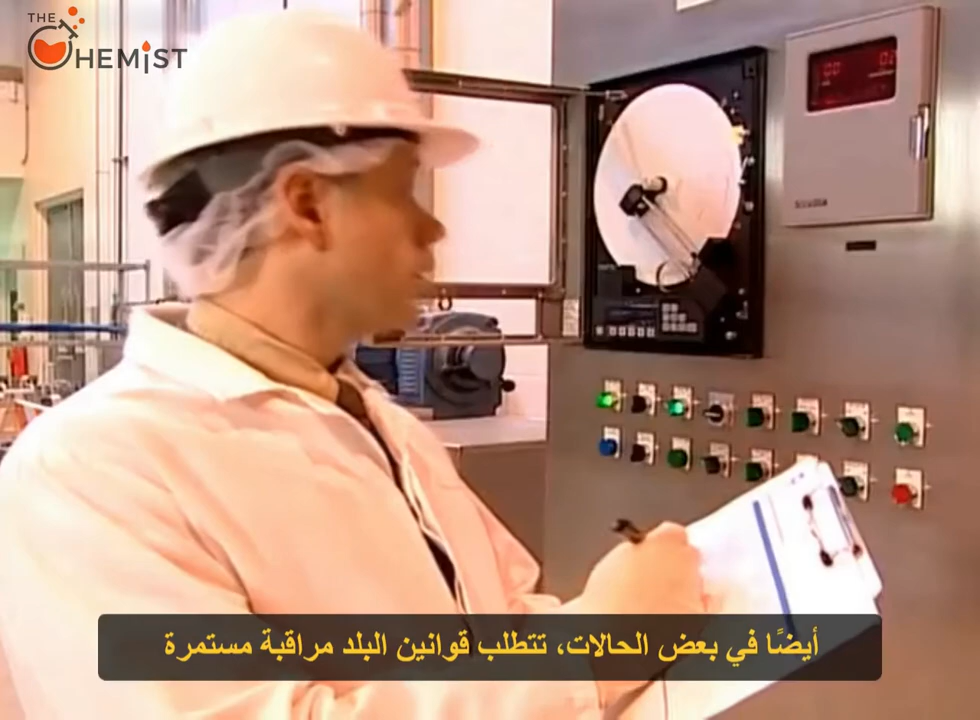 THE
CHEMIST
أيضًا في بعض الحالات، تتطلب قوانين البلد مراقبة مستمرة